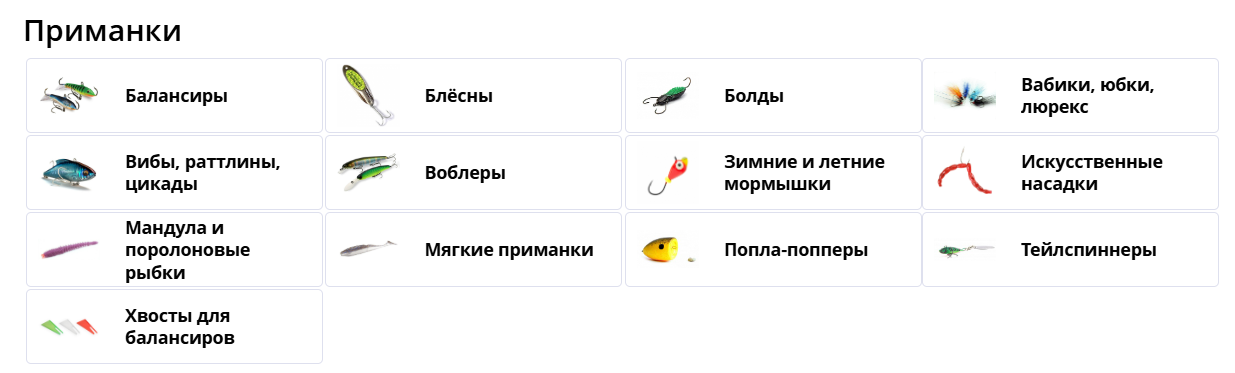 Приманки
Балансиры
Блёсны
Болды
Вабики, юбки,
люрекс
Вибы, раттлины,
цикады
Воблеры
Зимние и летние
мормышки
Искусственные
насадки
Мандула и
поролоновые
рыбки
Мягкие приманки
Попла-попперы
Тейлспиннеры
Хвосты для
балансиров